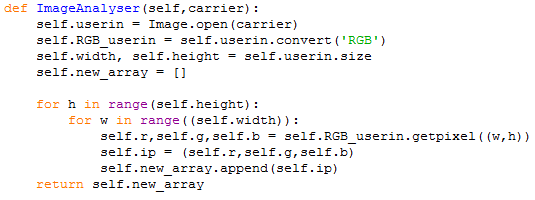 def ImageAnalyser(self,carrier):
    self.userin = Image.open(carrier)
    self.RGB_userin = self.userin.convert('RGB')
    self.width, self.height = self.userin.size
    self.new_array = []

    for h in range(self.height):
        for w in range((self.width)):
            self.r,self.g,self.b = self.RGB_userin.getpixel((w,h))
            self.ip = (self.r,self.g,self.b)
            self.new_array.append(self.ip)
    return self.new_array